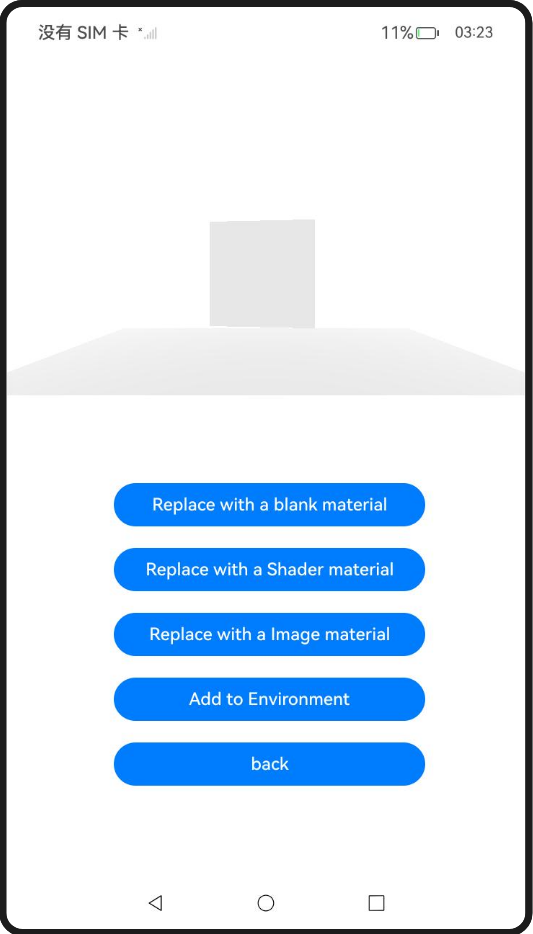 没有 SIM 卡 11% 03:23
Replace with a blank material
Replace with a Shader material
Replace with a Image material
Add to Environment
back